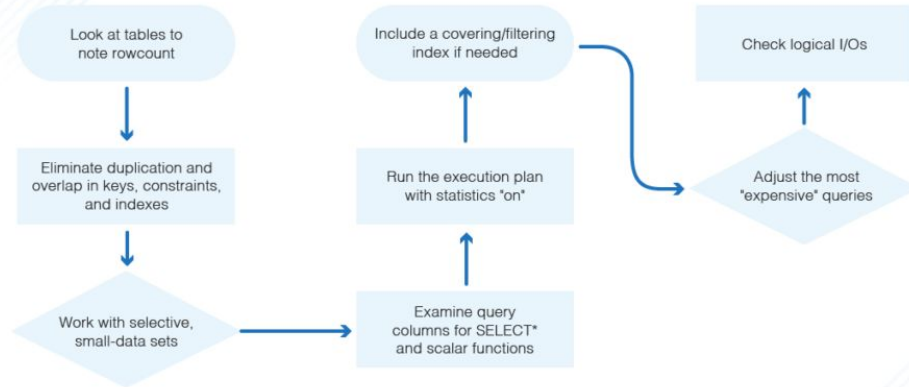 Look at tables to
note rowcount
Eliminate duplication and
overlap in keys, constraints,
and indexes
Work with selective,
small-data sets
Examine query
columns for SELECT*
and scalar functions
Run the execution plan
with statistics "on"
Include a covering/filtering
index if needed
Adjust the most
"expensive" queries
Check logical I/Os